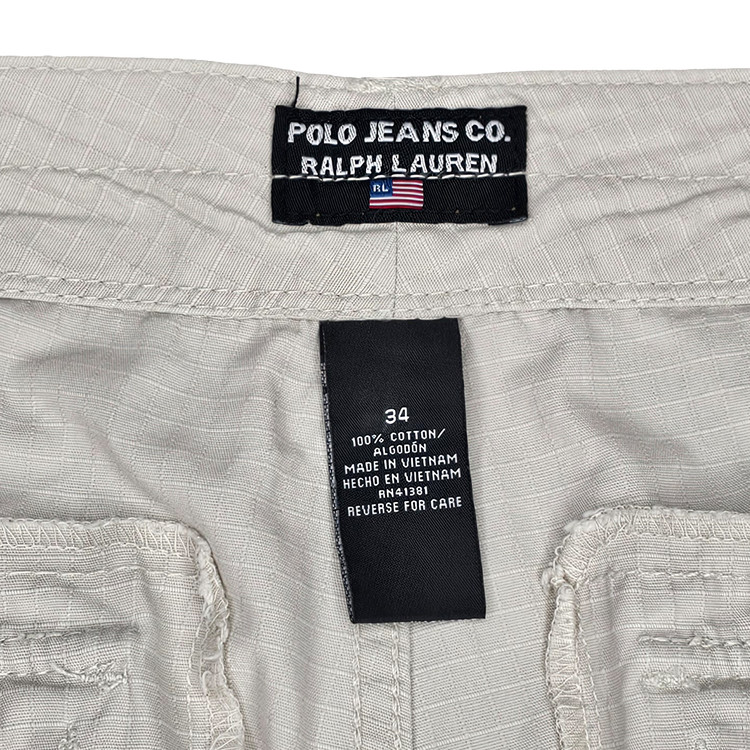 POLO JEANS CO.
RALPH LAUREN
RL
34
100% COTTON/
ALGODÓN
MADE IN VIETNAM
HECHO EN VIETNAM
RN41381
REVERSE FOR CARE